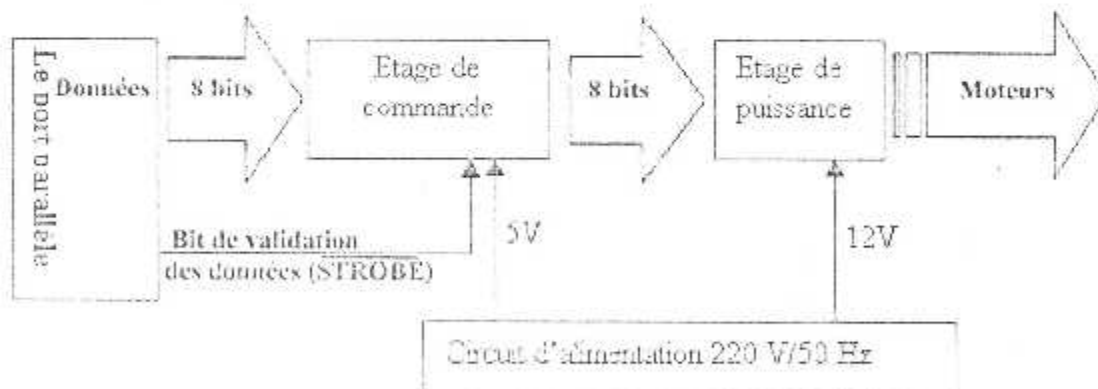 Le port parallèle
Données
8 bits
Etage de
commande
8 bits
Etage de
puissance
Moteurs
Bit de validation
des données (STROBE)
5V
12V
Circuit d'alimentation 220 V/50 Hz